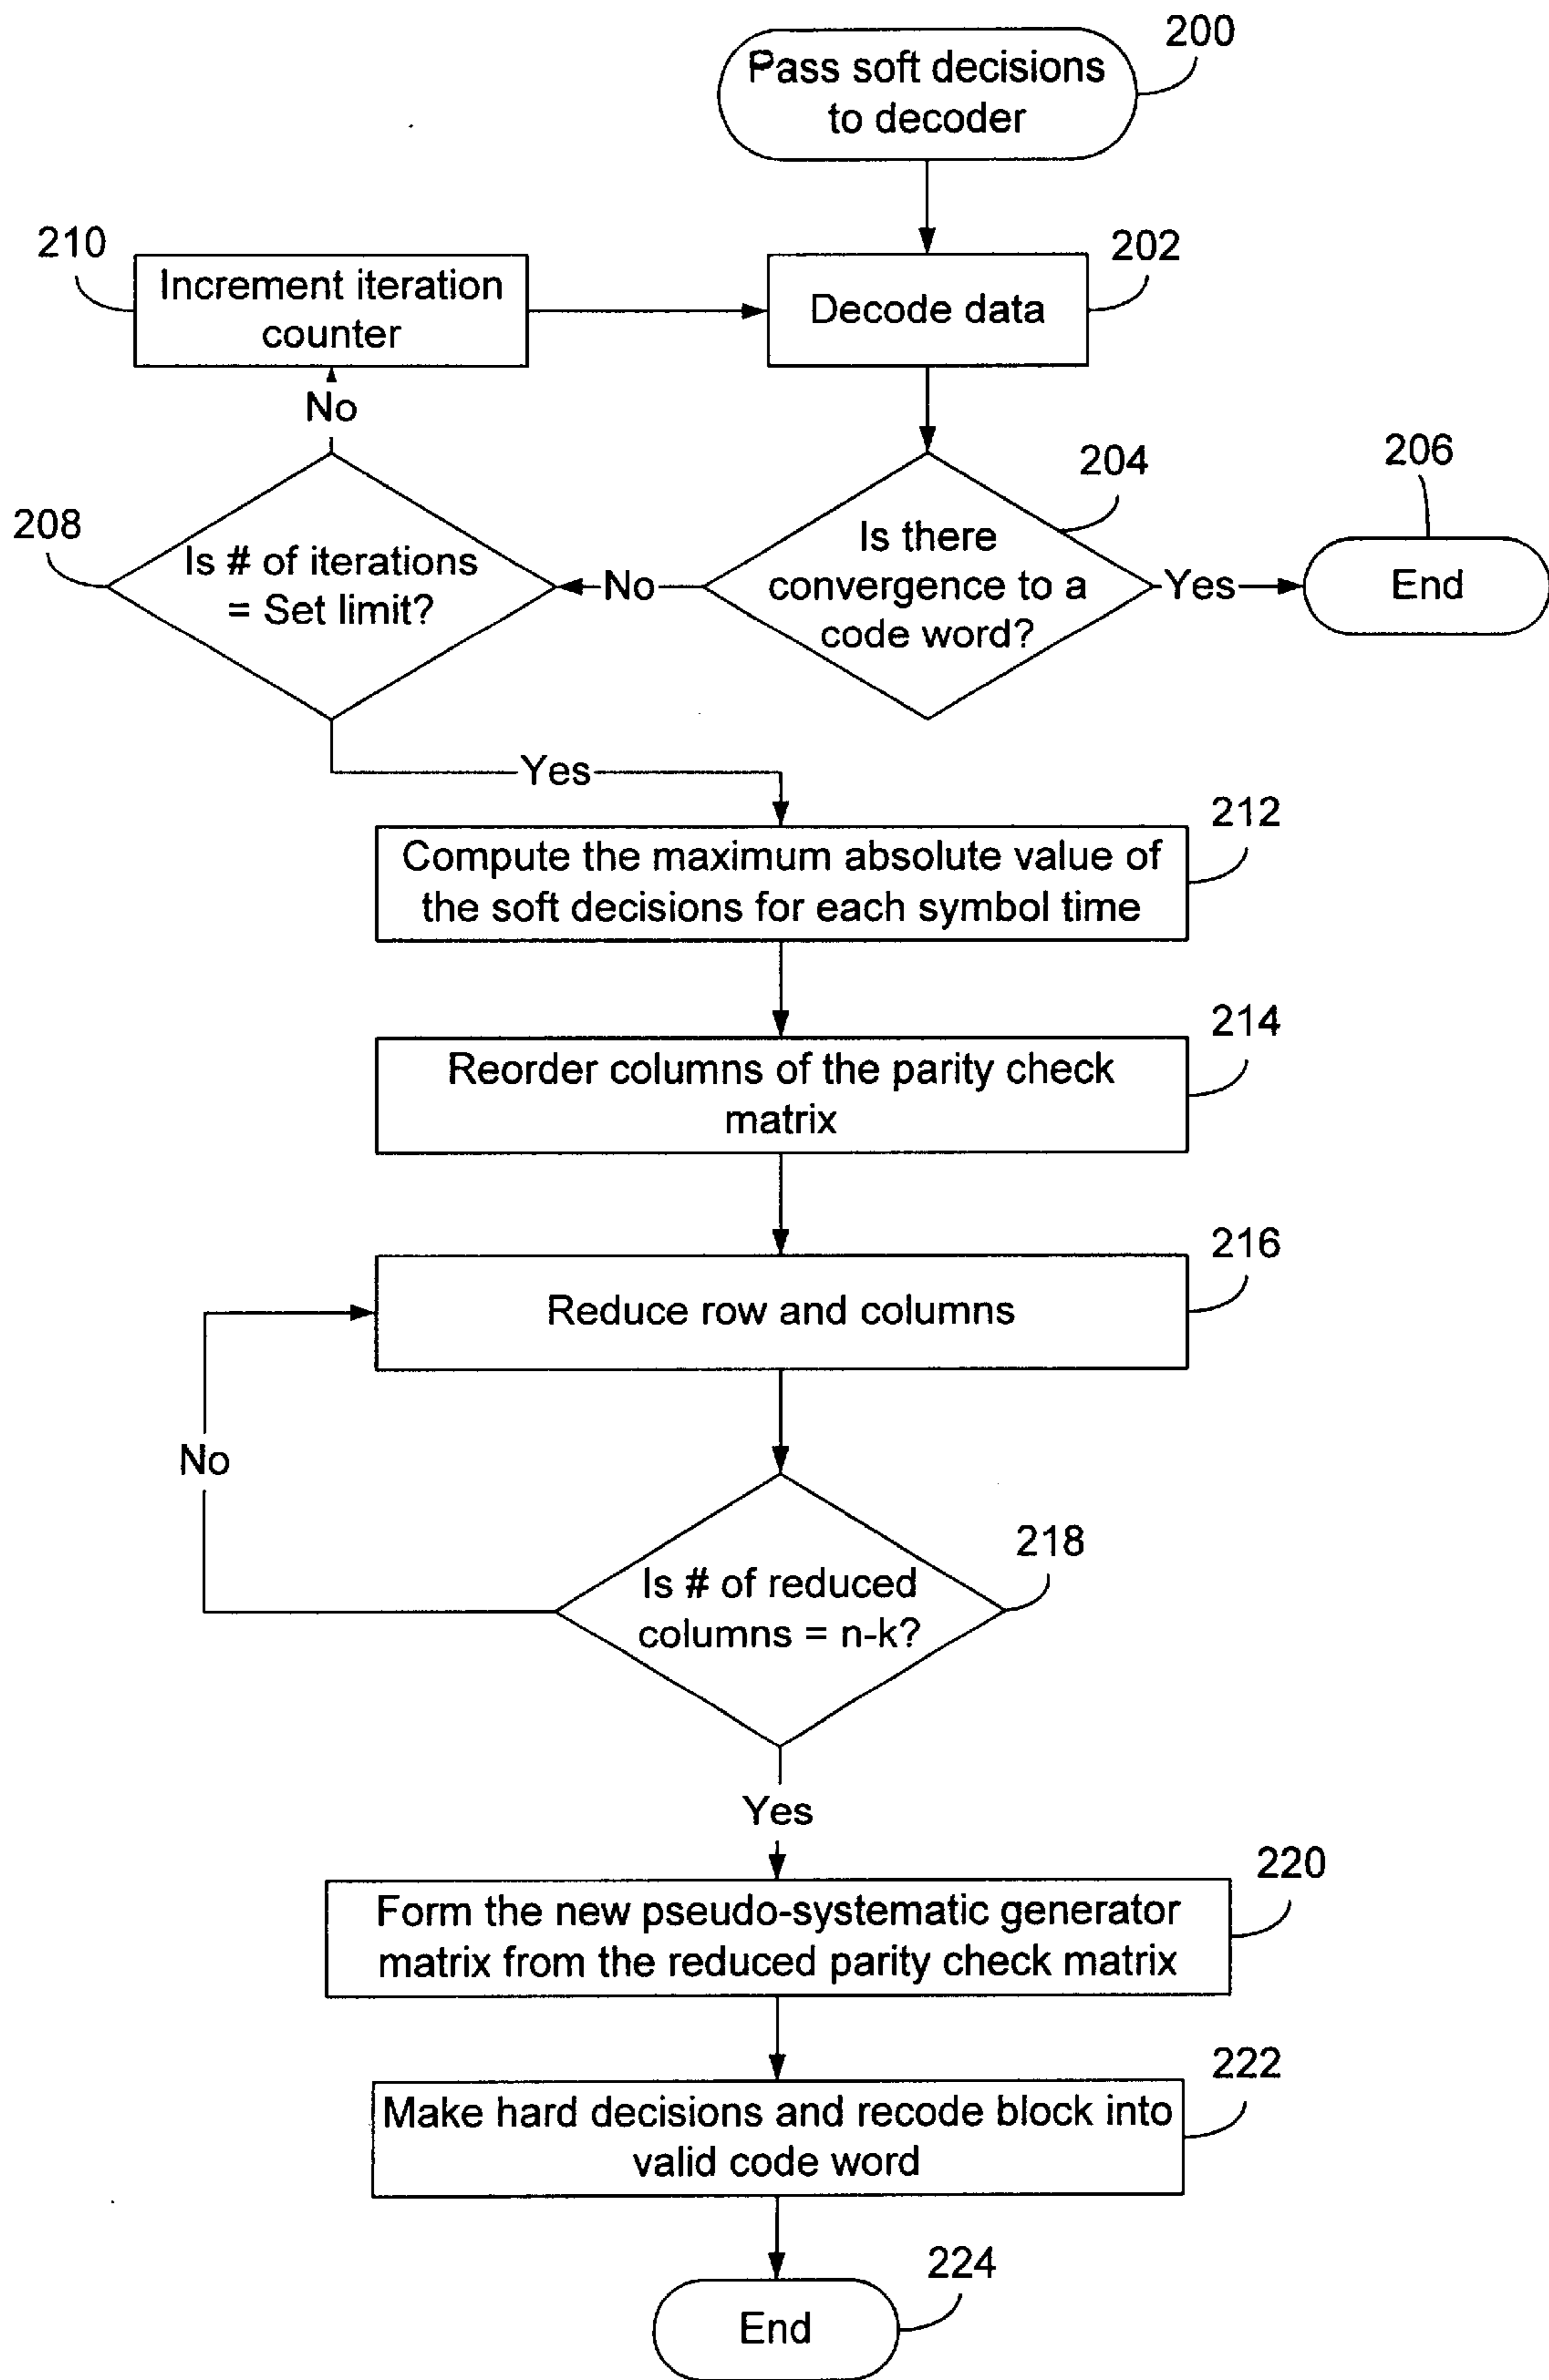 200
Pass soft decisions
to decoder
210
Increment iteration
counter
202
Decode data
No
204
206
208
Is # of iterations
= Set limit?
No
Is there
convergence to a
code word?
Yes
End
Yes
212
Compute the maximum absolute value of
the soft decisions for each symbol time
214
Reorder columns of the parity check
matrix
216
Reduce row and columns
No
218
Is # of reduced
columns = n-k?
Yes
220
Form the new pseudo-systematic generator
matrix from the reduced parity check matrix
222
Make hard decisions and recode block into
valid code word
224
End